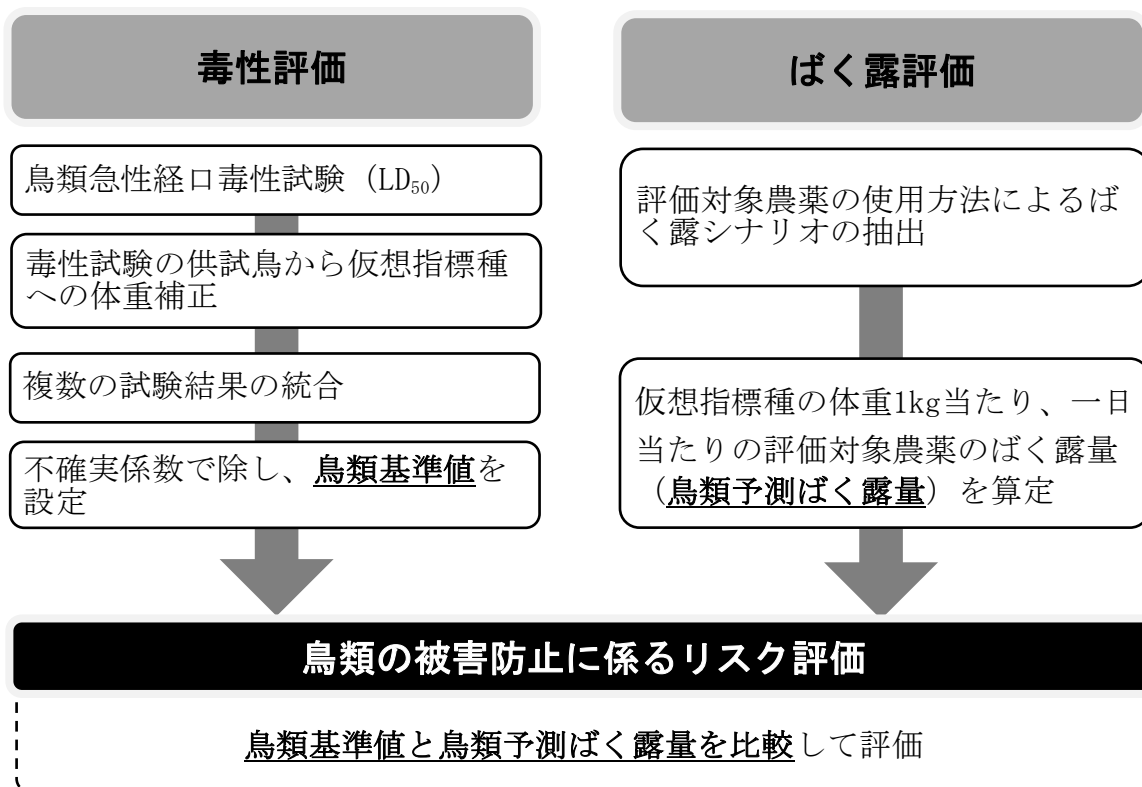 毒性評価
鳥類急性経口毒性試験（LD₅₀）
毒性試験の供試鳥から仮想指標種
への体重補正
複数の試験結果の統合
不確実係数で除し、鳥類基準値を
設定
ばく露評価
評価対象農薬の使用方法によるば
く露シナリオの抽出
仮想指標種の体重1kg当たり、一日
当たりの評価対象農薬のばく露量
（鳥類予測ばく露量）を算定
鳥類の被害防止に係るリスク評価
鳥類基準値と鳥類予測ばく露量を比較して評価